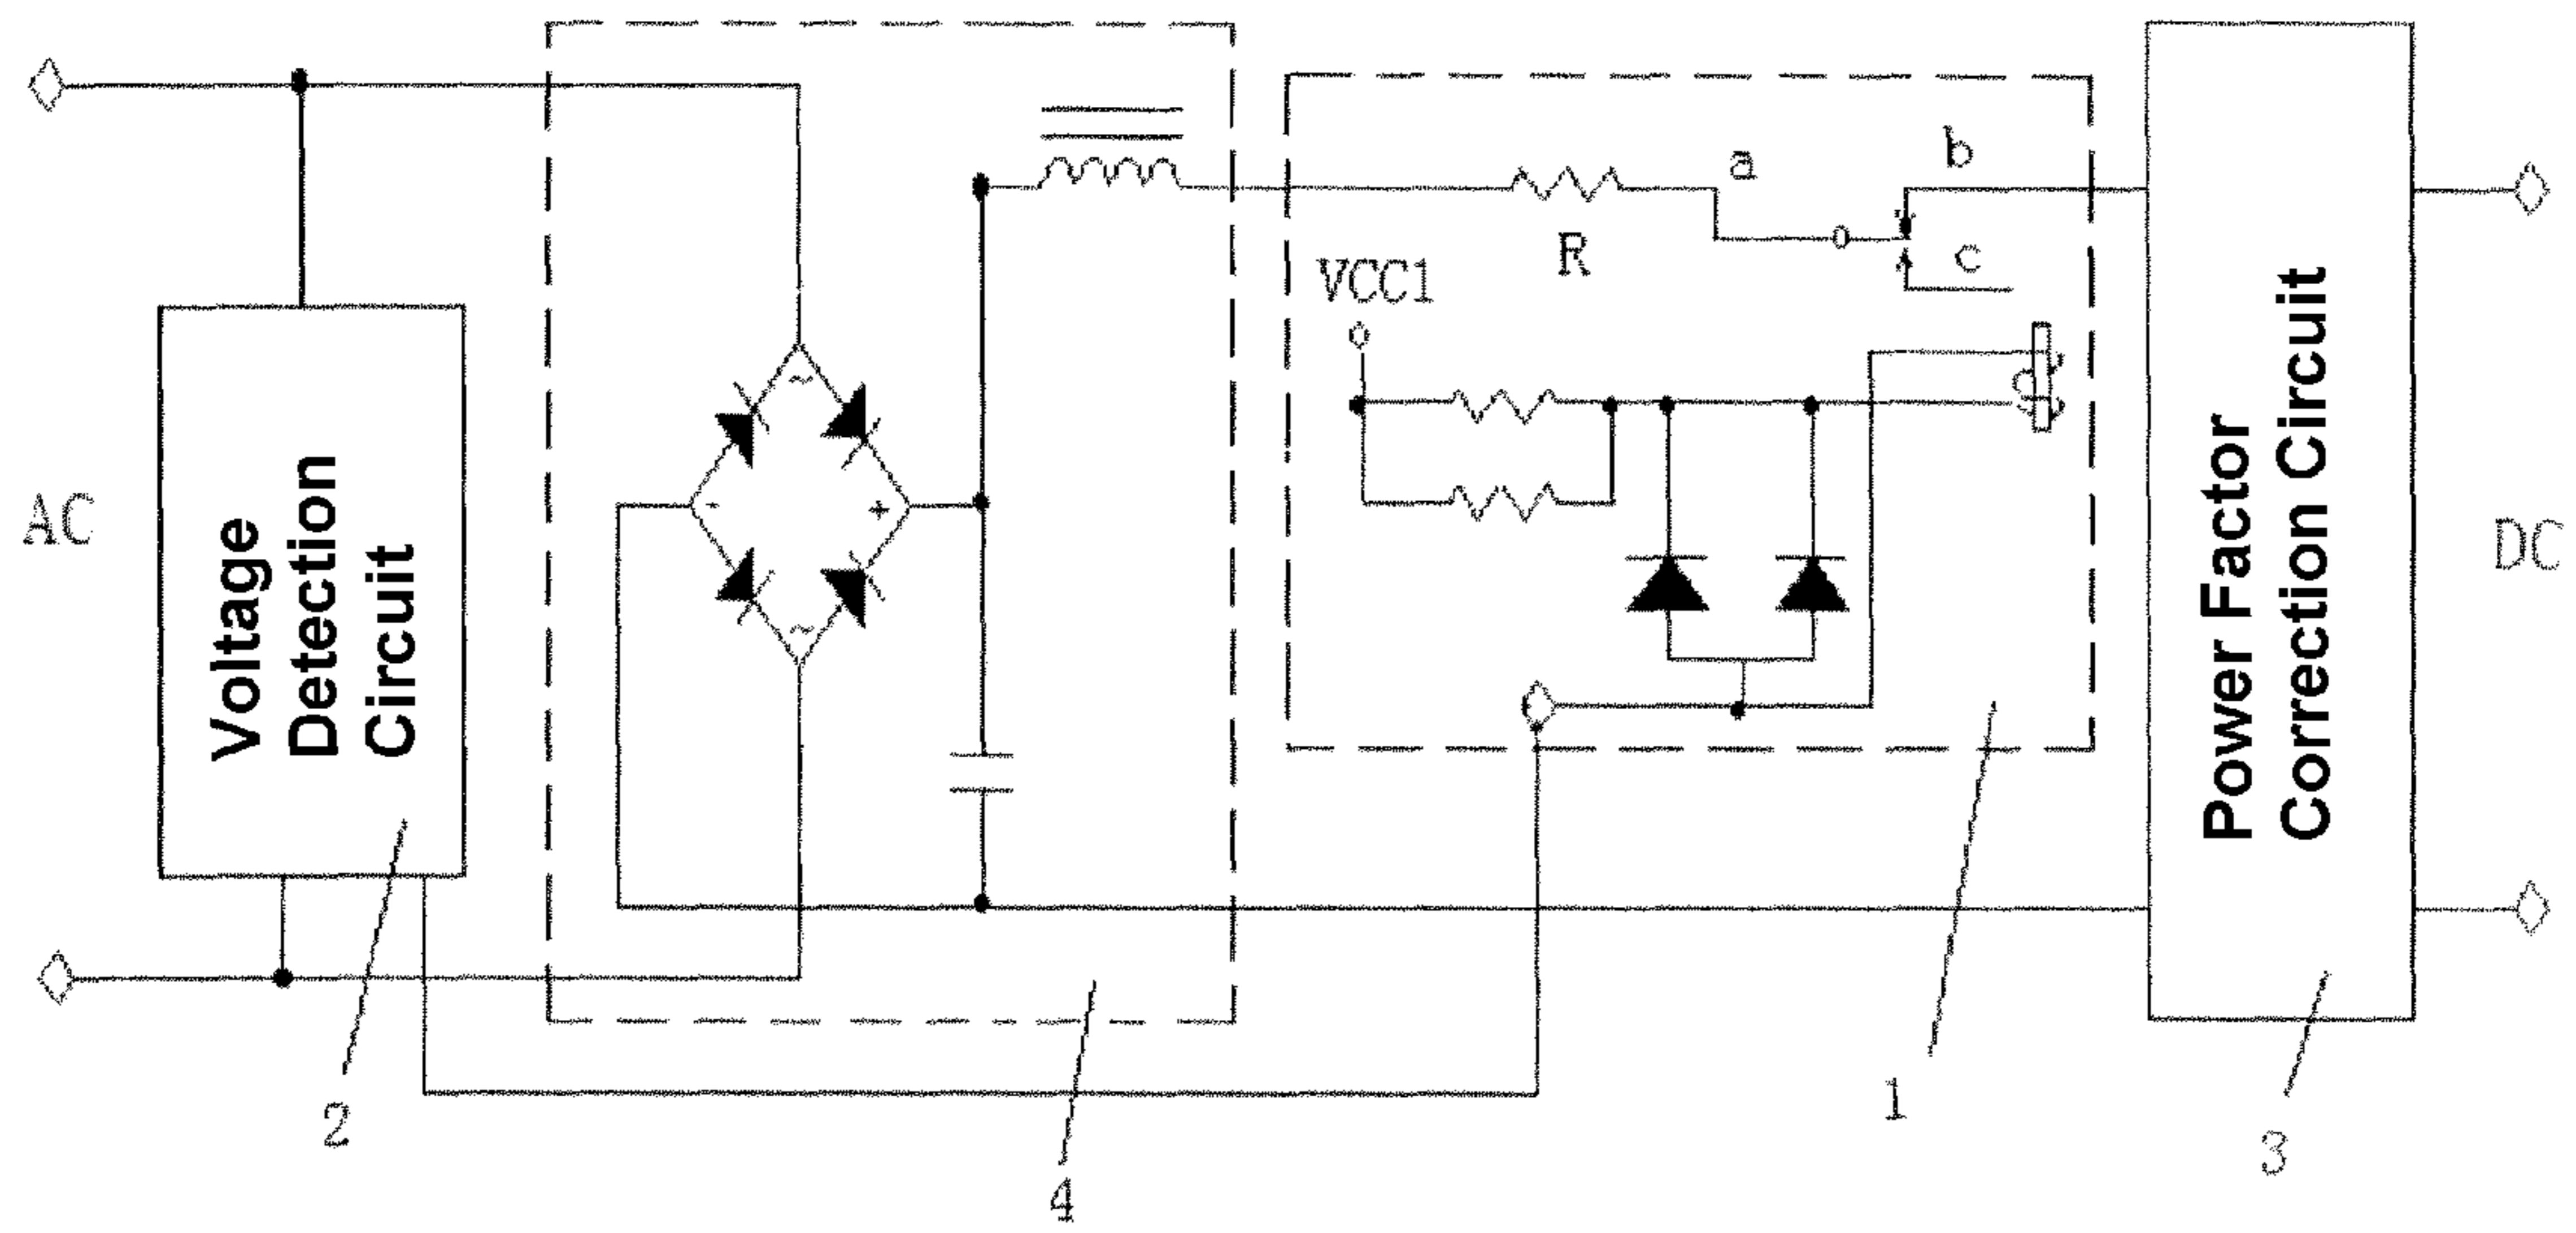 AC
Voltage
Detection
Circuit
2
~
-
+
~
4
R
a
b
c
VCC1
1
Power Factor
Correction Circuit
3
DC